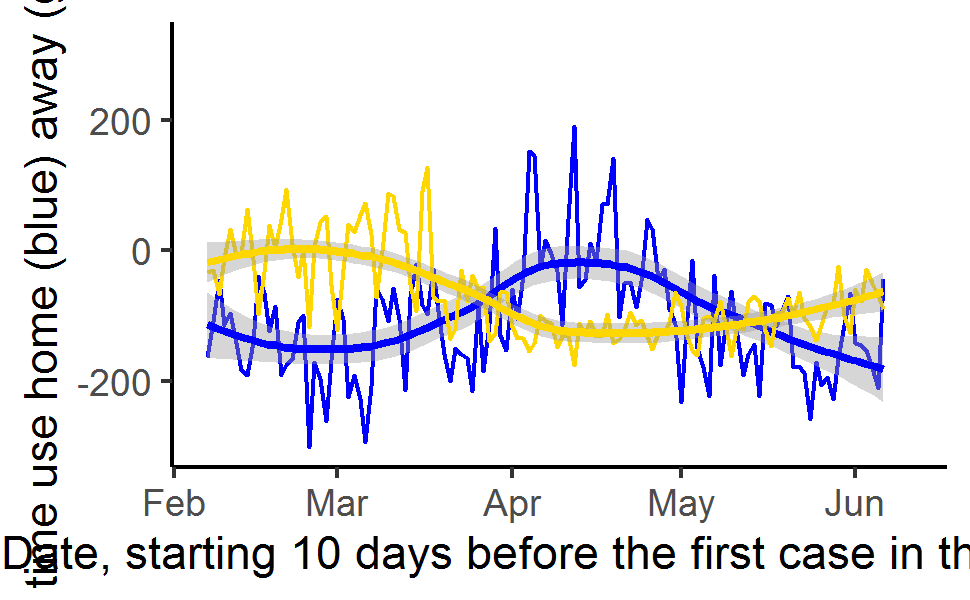 time use home (blue) away (
200
0
-200
Feb Mar Apr May Jun
Date, starting 10 days before the first case in